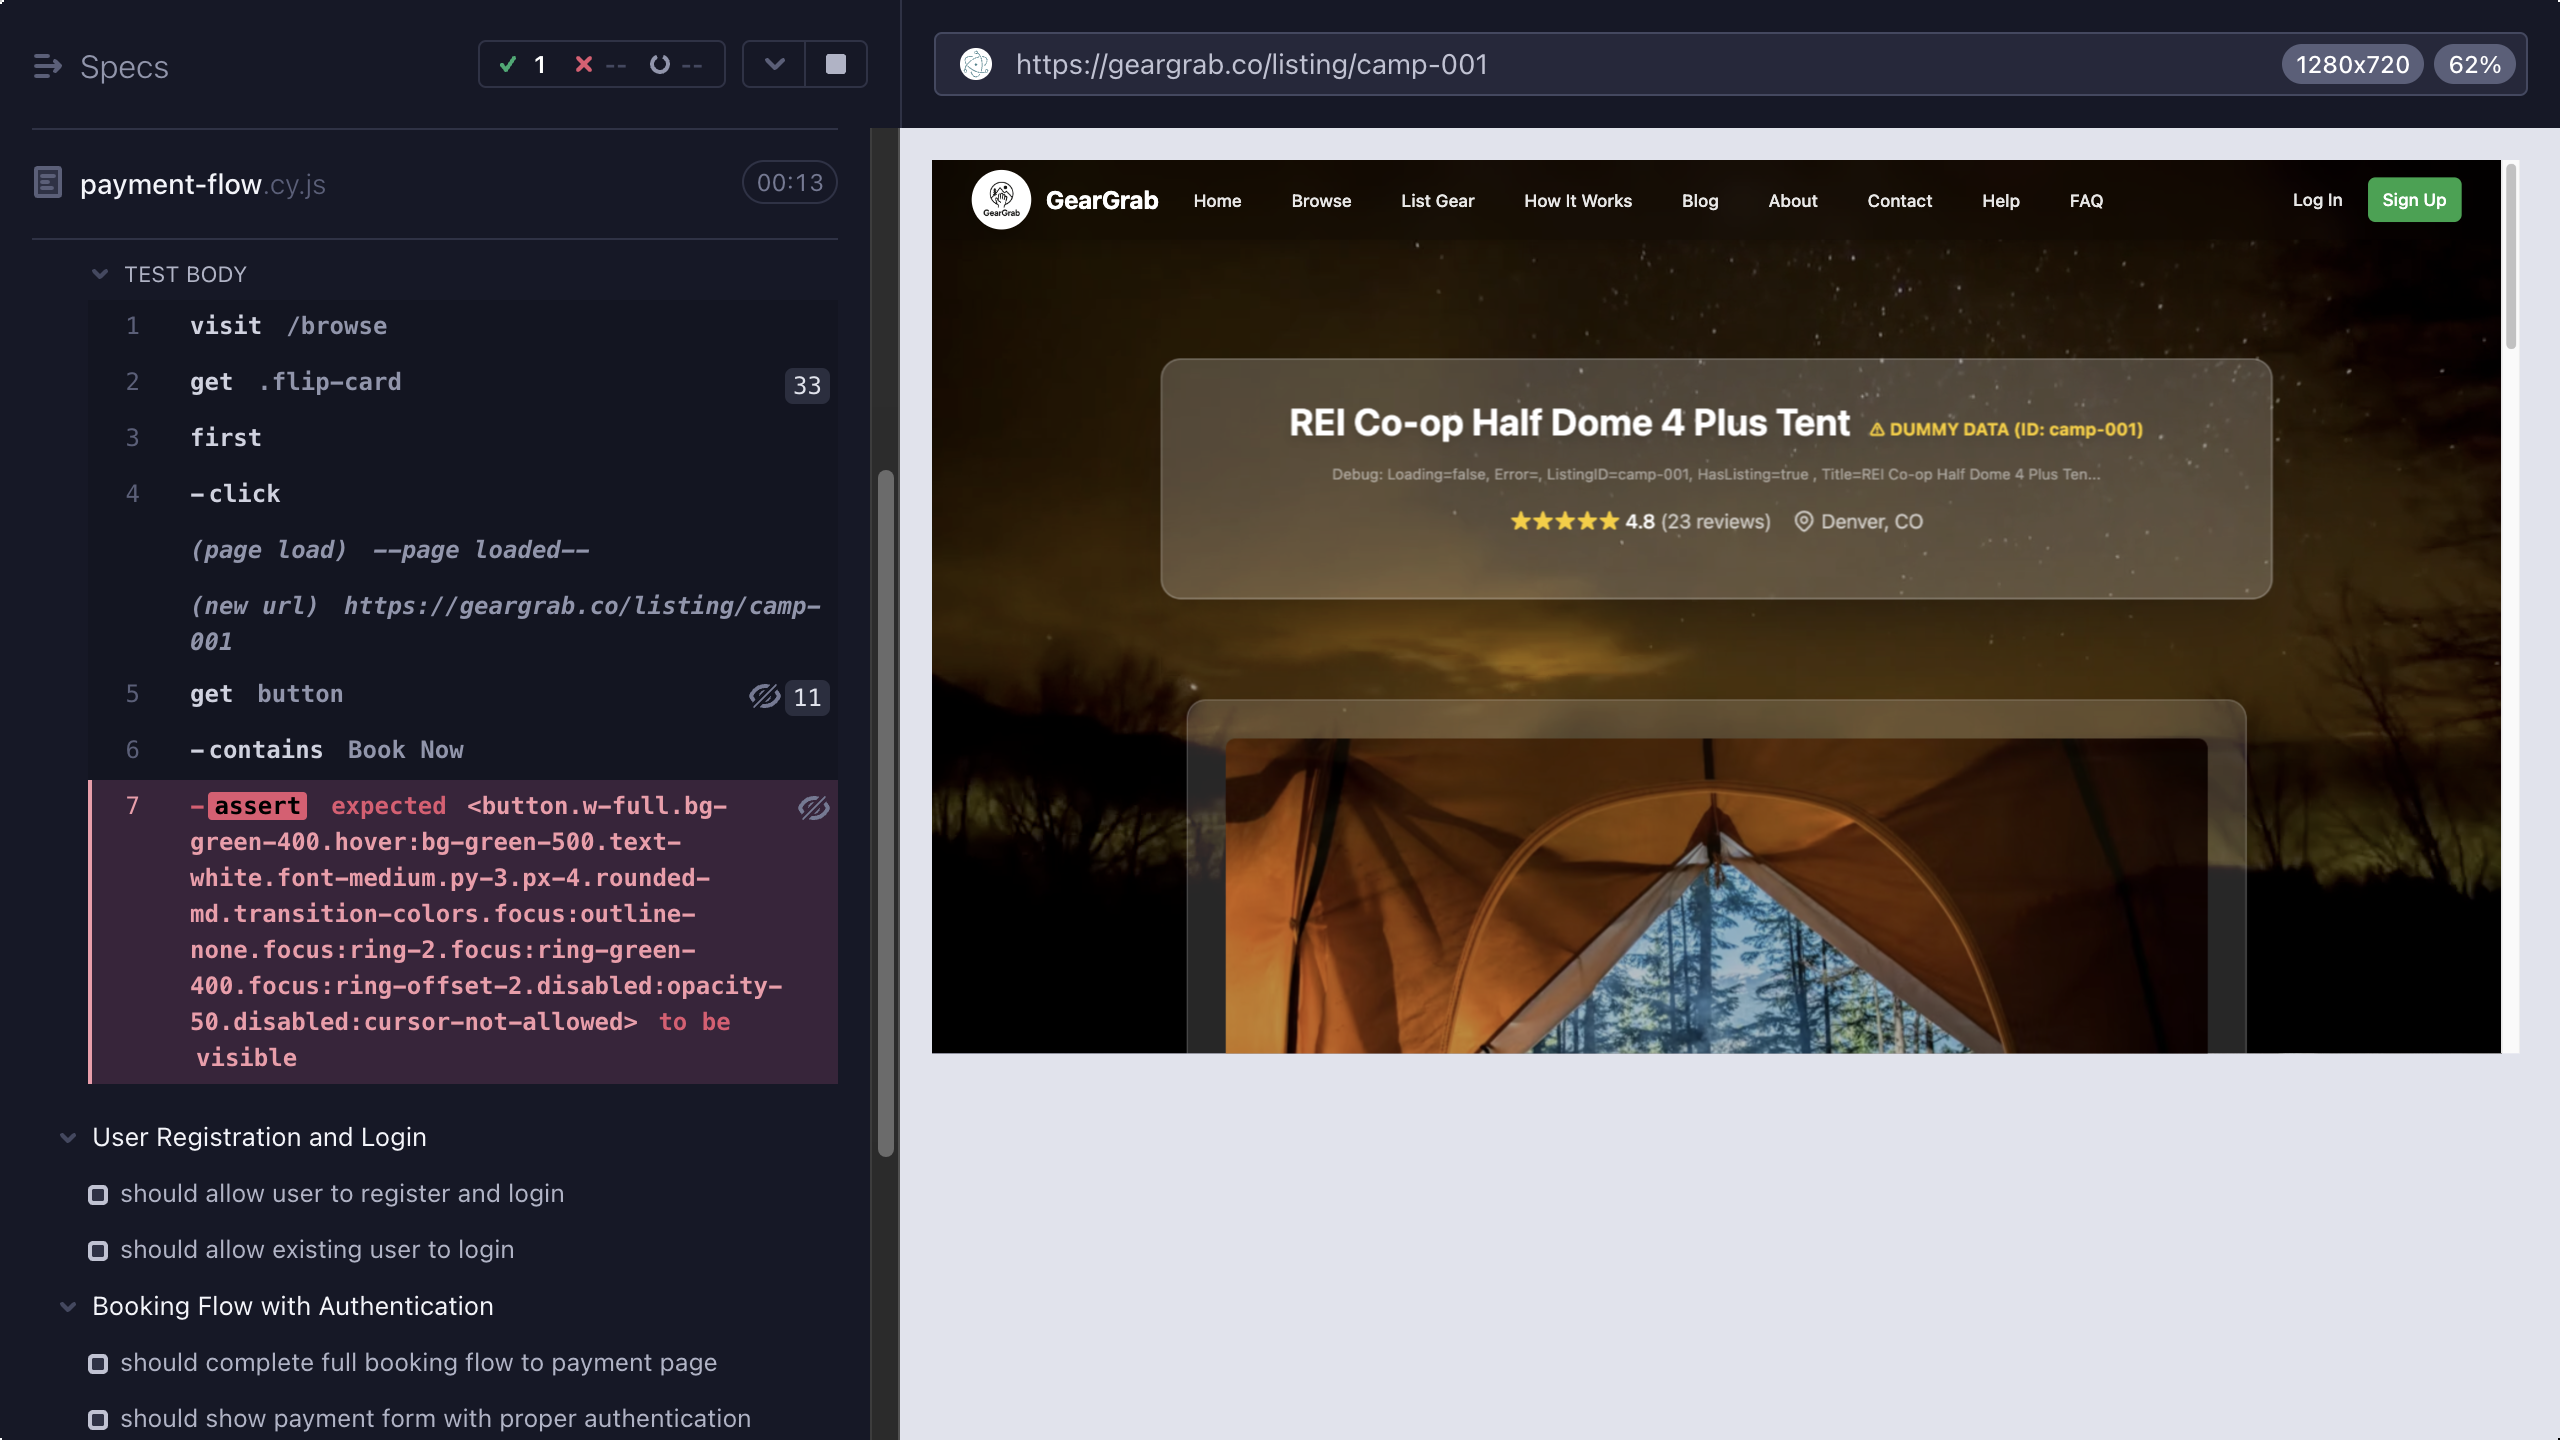 Specs
1
--
--
payment-flow.cy.js
00:13
TEST BODY
1 visit /browse
2 get .flip-card 33
3 first
4 -click
(page load) --page loaded--
(new url) https://geargrab.co/listing/camp-
001
5 get button 11
6 -contains Book Now
7 -assert expected <button.w-full.bg-
green-400.hover:bg-green-500.text-
white.font-medium.py-3.px-4.rounded-
md.transition-colors.focus:outline-
none.focus:ring-2.focus:ring-green-
400.focus:ring-offset-2.disabled:opacity-
50.disabled:cursor-not-allowed> to be
visible
User Registration and Login
should allow user to register and login
should allow existing user to login
Booking Flow with Authentication
should complete full booking flow to payment page
should show payment form with proper authentication
https://geargrab.co/listing/camp-001
1280x720
62%
GearGrab
GearGrab
Home
Browse
List Gear
How It Works
Blog
About
Contact
Help
FAQ
Log In
Sign Up
REI Co-op Half Dome 4 Plus Tent ⚠ DUMMY DATA (ID: camp-001)
Debug: Loading=false, Error=, ListingID=camp-001, HasListing=true , Title=REI Co-op Half Dome 4 Plus Ten...
★★★★★ 4.8 (23 reviews) Denver, CO